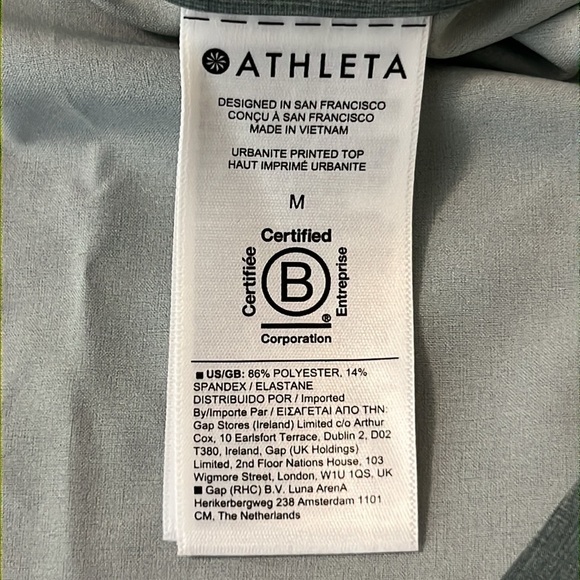 ATHLETA
DESIGNED IN SAN FRANCISCO
CONÇU À SAN FRANCISCO
MADE IN VIETNAM
URBANITE PRINTED TOP
HAUT IMPRIMÉ URBANITE
M
Certified
Certifiée
B
Entreprise
®
Corporation
■ US/GB: 86% POLYESTER, 14%
SPANDEX / ELASTANE
DISTRIBUIDO POR / Imported
By/Importe Par / ΕΙΣΑΓΕΤΑΙ ΑΠΟ ΤΗΝ:
Gap Stores (Ireland) Limited c/o Arthur
Cox, 10 Earlsfort Terrace, Dublin 2, D02
T380, Ireland, Gap (UK Holdings)
Limited, 2nd Floor Nations House, 103
Wigmore Street, London, W1U 1QS, UK
■ Gap (RHC) B.V. Luna ArenA
Herikerbergweg 238 Amsterdam 1101
CM, The Netherlands